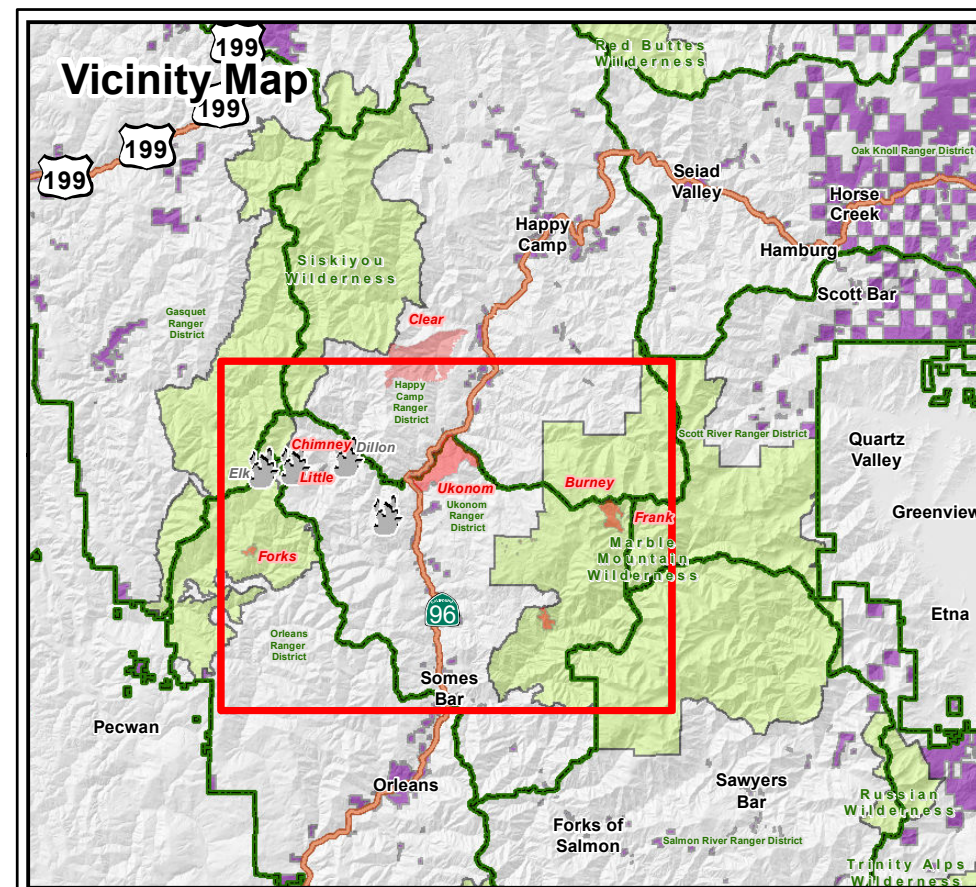 199
Vicinity Map
199
199
199
Red Buttes
Wilderness
Oak Knoll Ranger District
Seiad
Valley
Horse
Creek
Happy
Camp
Hamburg
Siskiyou
Wilderness
Scott Bar
Gasquet
Ranger
District
Clear
Happy
Camp
Ranger
District
Scott River Ranger District
Quartz
Valley
Chimney
Dillon
Elk
Little
Ukonom
Burney
Ukonom
Ranger
District
Frank
Greenview
Marble
Mountain
Wilderness
Forks
CALIFORNIA
96
Etna
Orleans
Ranger
District
Somes
Bar
Pecwan
Orleans
Sawyers
Bar
Russian
Wilderness
Forks of
Salmon
Salmon River Ranger District
Trinity Alps
Wilderness